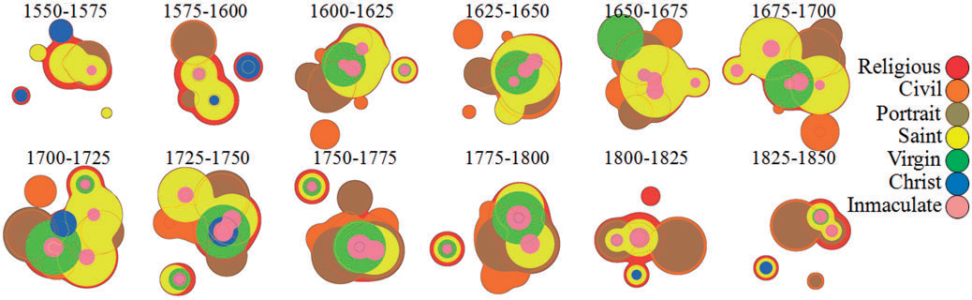 1550-1575
1575-1600
1600-1625
1625-1650
1650-1675
1675-1700
Religious
Civil
Portrait
Saint
Virgin
Christ
Inmaculate
1700-1725
1725-1750
1750-1775
1775-1800
1800-1825
1825-1850